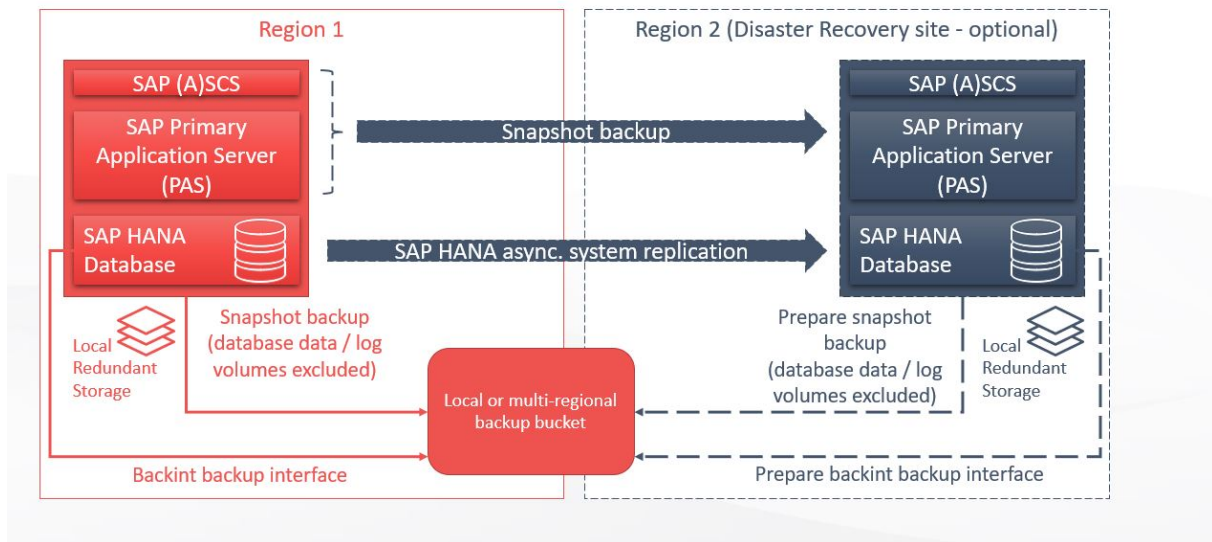 Region 1
SAP (A)SCS
SAP Primary
Application Server
(PAS)
SAP HANA
Database
Local
Redundant
Storage
Snapshot backup
(database data / log
volumes excluded)
Backint backup interface
Snapshot backup
SAP HANA async. system replication
Local or multi-regional
backup bucket
Region 2 (Disaster Recovery site - optional)
SAP (A)SCS
SAP Primary
Application Server
(PAS)
SAP HANA
Database
Prepare snapshot
backup
(database data / log
volumes excluded)
Local
Redundant
Storage
Prepare backint backup interface